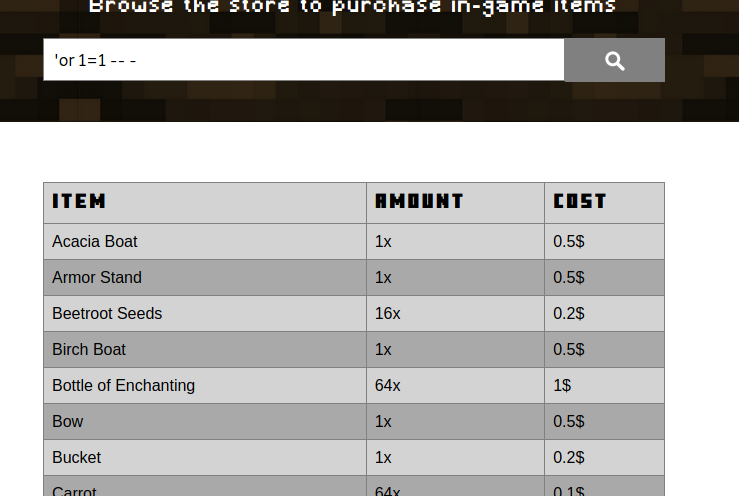 Browse the store to purchase in-game items
'or 1=1 -- -
ITEM AMOUNT COST
Acacia Boat 1x 0.5$
Armor Stand 1x 0.5$
Beetroot Seeds 16x 0.2$
Birch Boat 1x 0.5$
Bottle of Enchanting 64x 1$
Bow 1x 0.5$
Bucket 1x 0.2$
Carrot 64x 0.1$